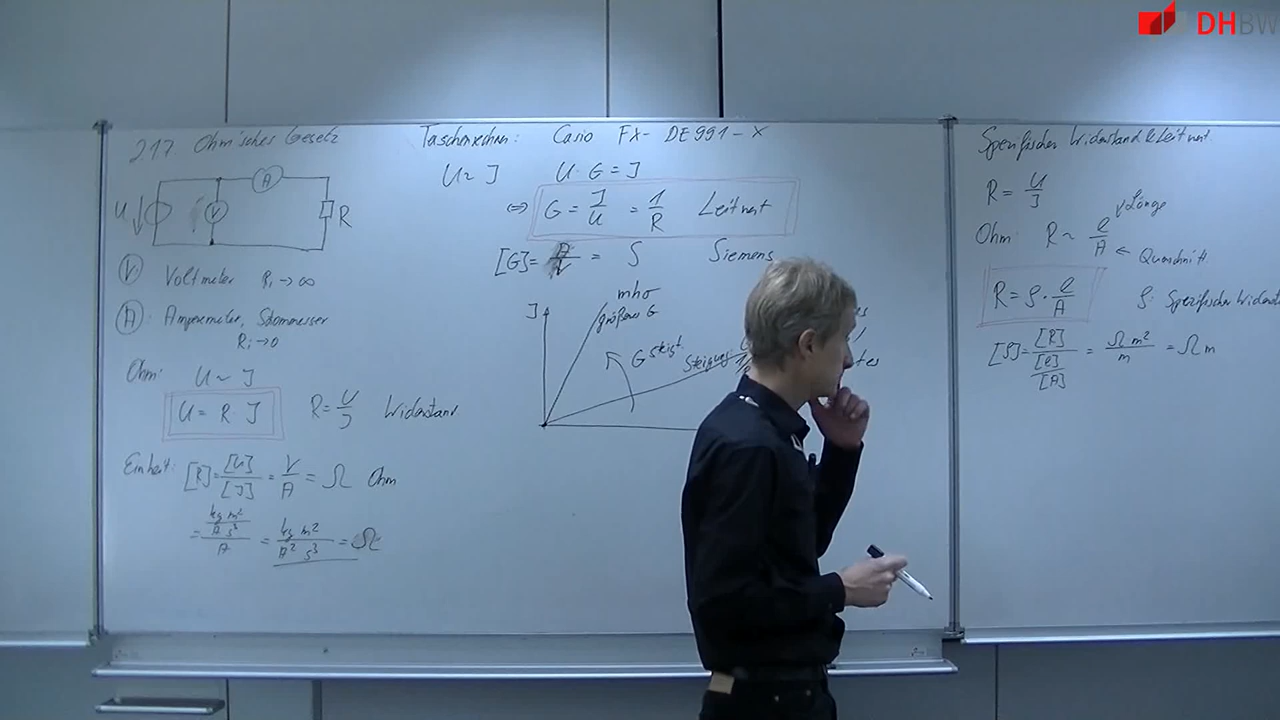 DHBW
2.1.7. Ohm'sches Gesetz
U
A
V
R
V Voltmeter Ri → ∞
A Amperemeter, Strommesser
Ri → 0
Ohm: U ~ I
U = R I R = U/I Widerstand
Einheit: [R] = [U]/[I] = V/A = Ω Ohm
= (kg m²/A s³)/A = kg m²/A² s³ = Ω
Taschenrechner: Casio FX-DE 991-X
U ~ I U · G = I
⇔ G = I/U = 1/R Leitwert
[G] = A/V = S Siemens
mho
I
größeres G
G steigt
Steigung
Spezifischer Widerstand & Leitwert
R = U/I
Ohm: R ~ l/A
Länge
← Querschnitt
R = ρ · l/A
ρ: Spezifischer
[ρ] = [R]/([l]/[A]) = Ω m²/m = Ω m